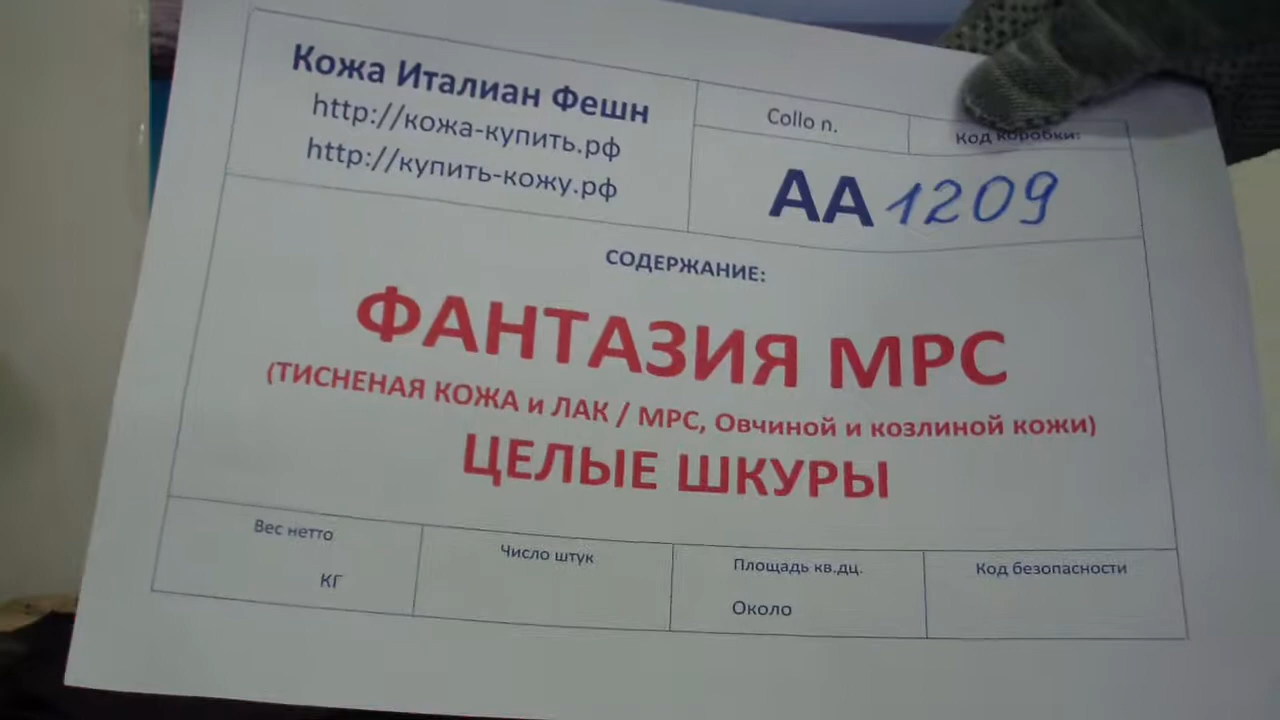 Кожа Италиан Фешн
http://кожа-купить.рф
http://купить-кожу.рф
Collo n.
Код коробки:
АА 1209
СОДЕРЖАНИЕ:
ФАНТАЗИЯ МРС
(ТИСНЕНАЯ КОЖА и ЛАК / МРС, Овчиной и козлиной кожи)
ЦЕЛЫЕ ШКУРЫ
Вес нетто
КГ
Число штук
Площадь кв.дц.
Около
Код безопасности